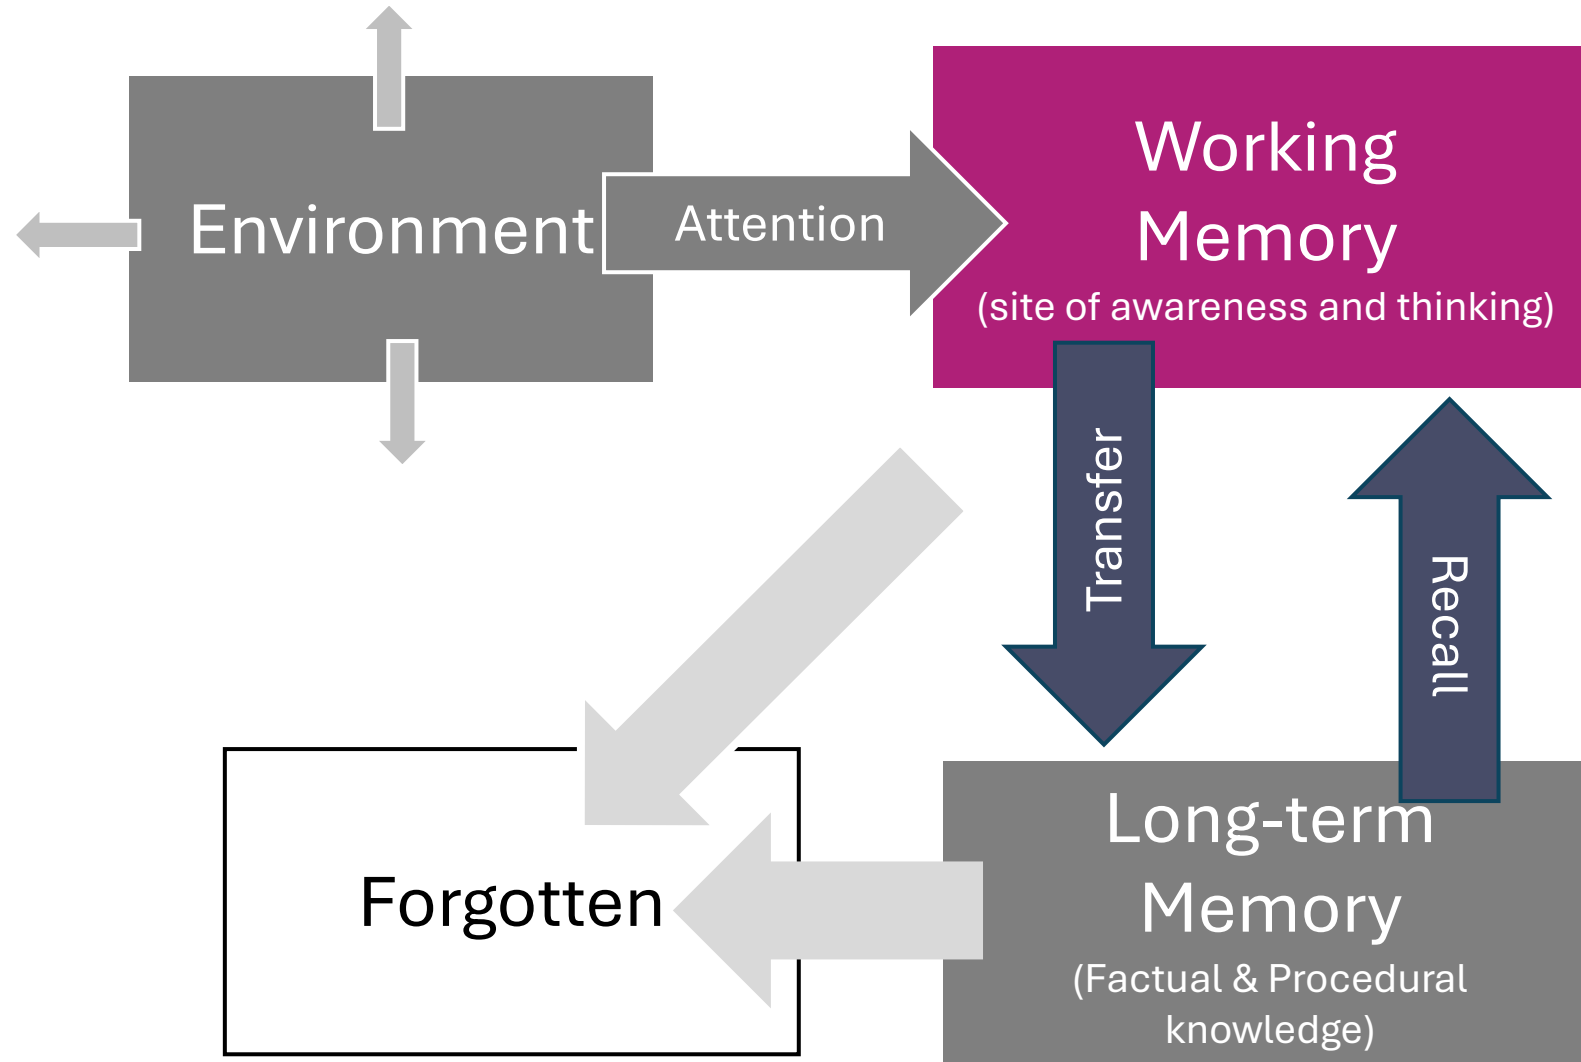 Environment
Attention
Working
Memory
(site of awareness and thinking)
Transfer
Recall
Forgotten
Long-term
Memory
(Factual & Procedural
knowledge)